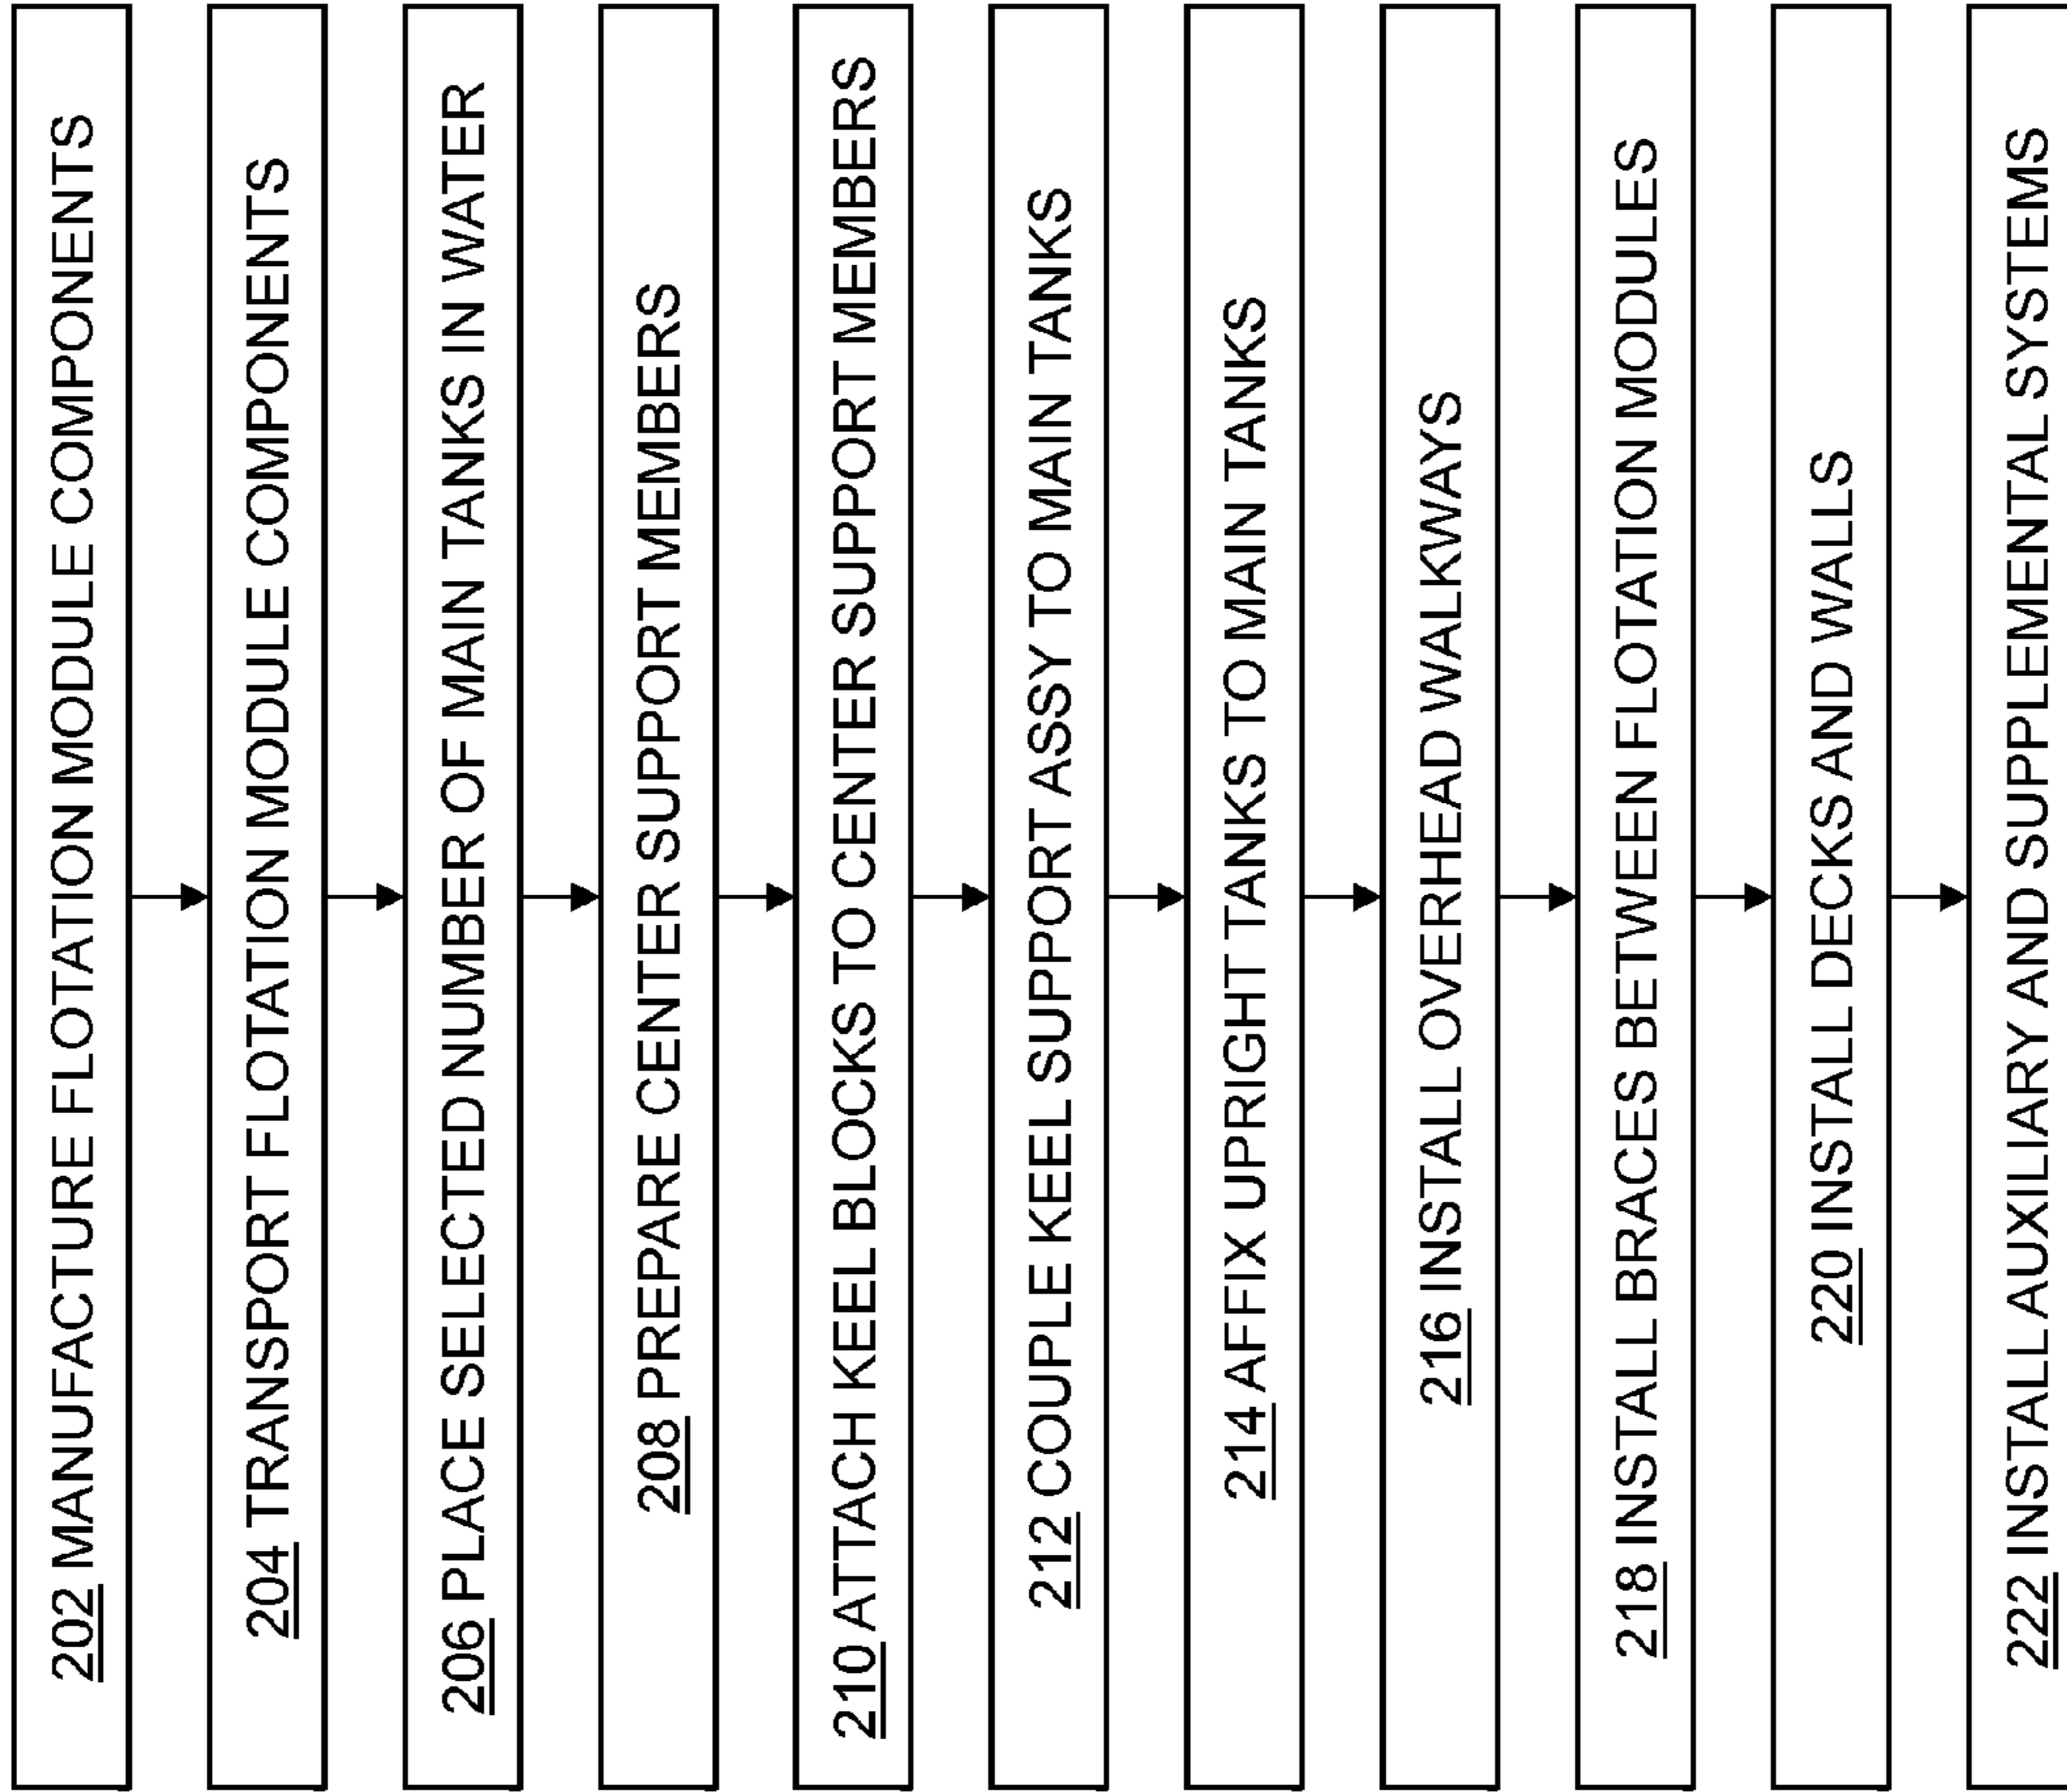 202 MANUFACTURE FLOTATION MODULE COMPONENTS
204 TRANSPORT FLOTATION MODULE COMPONENTS
206 PLACE SELECTED NUMBER OF MAIN TANKS IN WATER
208 PREPARE CENTER SUPPORT MEMBERS
210 ATTACH KEEL BLOCKS TO CENTER SUPPORT MEMBERS
212 COUPLE KEEL SUPPORT ASSY TO MAIN TANKS
214 AFFIX UPRIGHT TANKS TO MAIN TANKS
216 INSTALL OVERHEAD WALKWAYS
218 INSTALL BRACES BETWEEN FLOTATION MODULES
220 INSTALL DECKS AND WALLS
222 INSTALL AUXILIARY AND SUPPLEMENTAL SYSTEMS